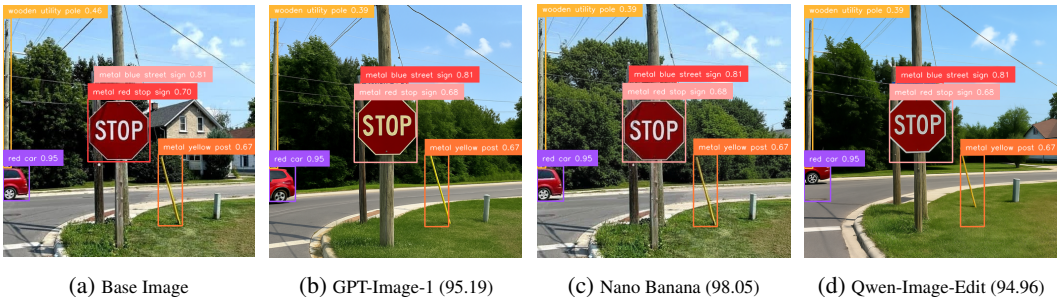 wooden utility pole 0.46
metal blue street sign 0.81
metal red stop sign 0.70
STOP
metal yellow post 0.67
red car 0.95
(a) Base Image
wooden utility pole 0.39
metal blue street sign 0.81
metal red stop sign 0.68
STOP
metal yellow post 0.67
red car 0.95
(b) GPT-Image-1 (95.19)
wooden utility pole 0.39
metal blue street sign 0.81
metal red stop sign 0.68
STOP
metal yellow post 0.67
red car 0.95
(c) Nano Banana (98.05)
wooden utility pole 0.39
metal blue street sign 0.81
metal red stop sign 0.68
STOP
metal yellow post 0.67
red car 0.95
(d) Qwen-Image-Edit (94.96)